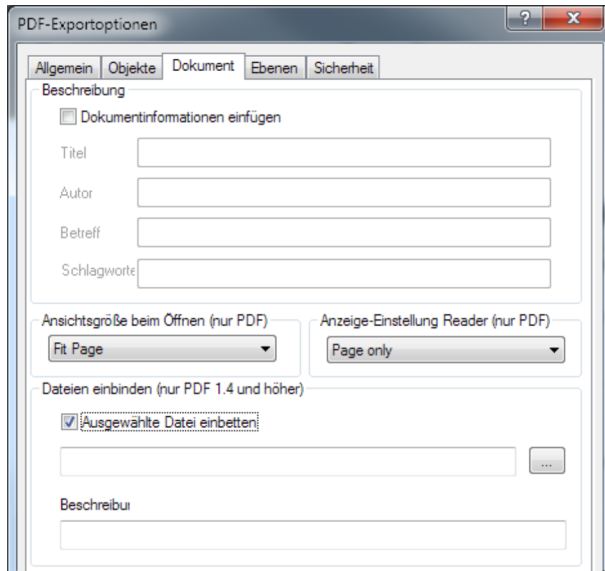 PDF-Exportoptionen
Allgemein Objekte Dokument Ebenen Sicherheit
Beschreibung
Dokumentinformationen einfügen
Titel
Autor
Betreff
Schlagworte
Ansichtsgröße beim Öffnen (nur PDF) Anzeige-Einstellung Reader (nur PDF)
Fit Page Page only
Dateien einbinden (nur PDF 1.4 und höher)
Ausgewählte Datei einbetten
...
Beschreibur